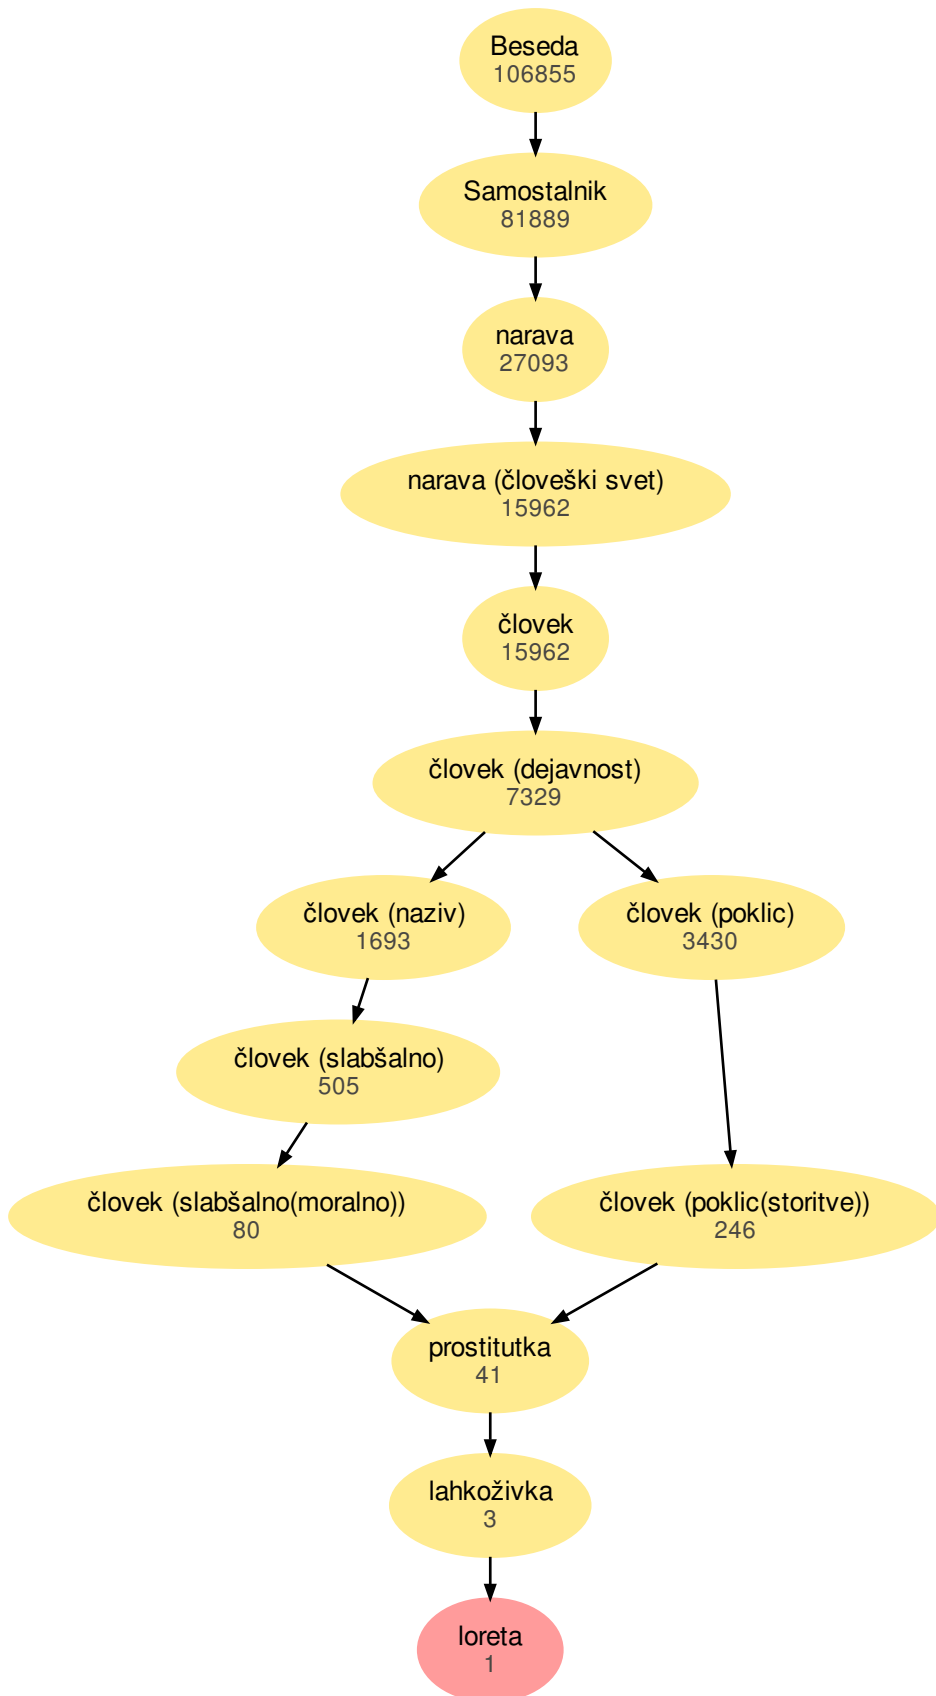 Beseda
106855
Samostalnik
81889
narava
27093
narava (človeški svet)
15962
človek
15962
človek (dejavnost)
7329
človek (naziv)
1693
človek (poklic)
3430
človek (slabšalno)
505
človek (slabšalno(moralno))
80
človek (poklic(storitve))
246
prostitutka
41
lahkoživka
3
loreta
1